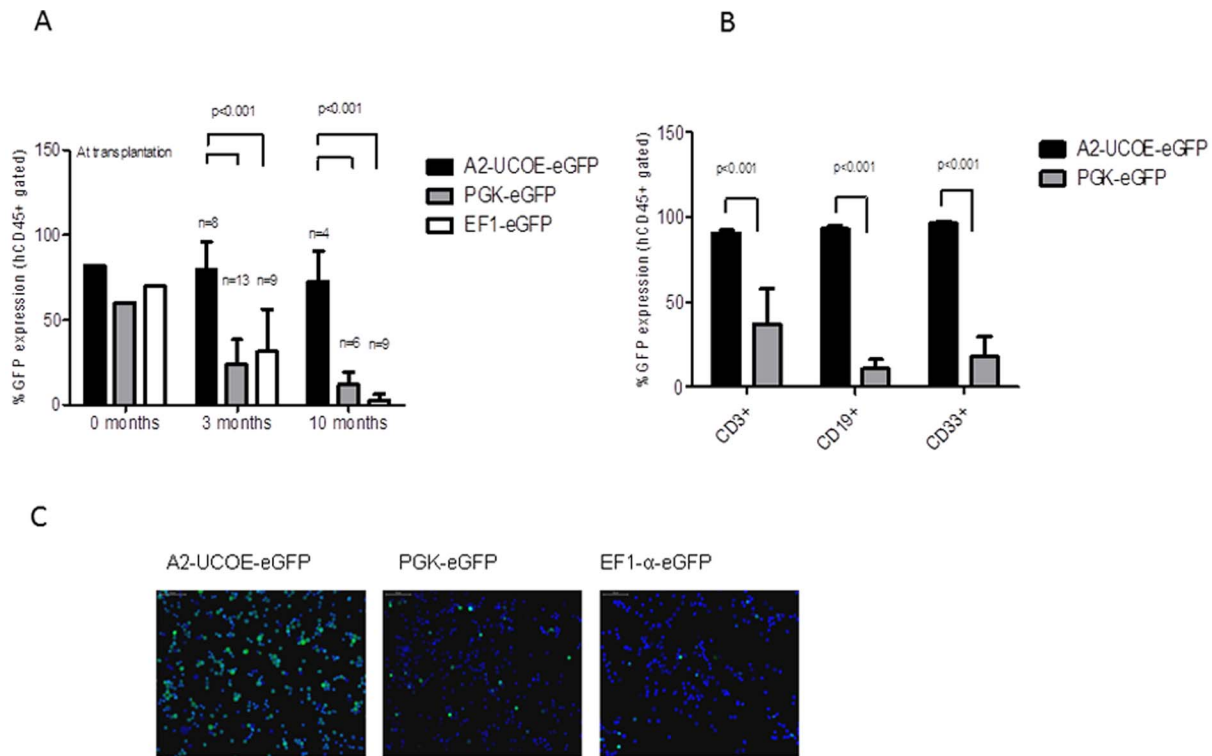 A
B
p<0.001
p<0.001
150
At transplantation
A2-UCOE-eGFP
PGK-eGFP
EF1-eGFP
n=8
n=4
100
n=13
n=9
50
n=6
n=9
0
% GFP expression (hCD45+ gated)
0 months
3 months
10 months
150
A2-UCOE-eGFP
PGK-eGFP
p<0.001
p<0.001
p<0.001
100
50
0
% GFP expression (hCD45+ gated)
CD3+
CD19+
CD33+
C
A2-UCOE-eGFP
PGK-eGFP
EF1-α-eGFP